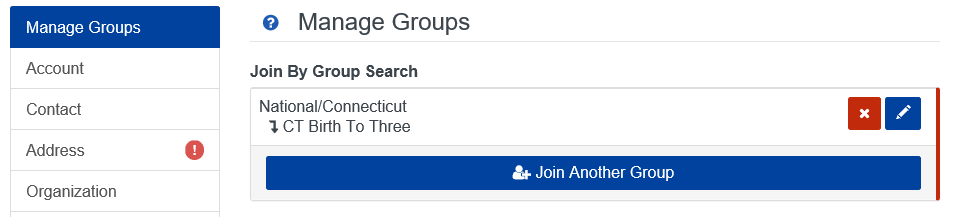 Manage Groups
Account
Contact
Address
Organization
Manage Groups
Join By Group Search
National/Connecticut
CT Birth To Three
Join Another Group